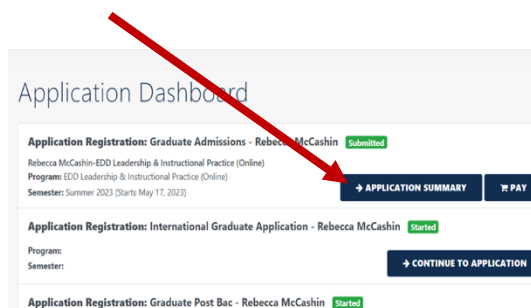 Application Dashboard
Application Registration: Graduate Admissions - Rebecca McCashin Submitted
Rebecca McCashin-EDD Leadership & Instructional Practice (Online)
Program: EDD Leadership & Instructional Practice (Online)
Semester: Summer 2023 (Starts May 17, 2023)
→ APPLICATION SUMMARY PAY
Application Registration: International Graduate Application - Rebecca McCashin Started
Program:
Semester:
→ CONTINUE TO APPLICATION
Application Registration: Graduate Post Bac - Rebecca McCashin Started